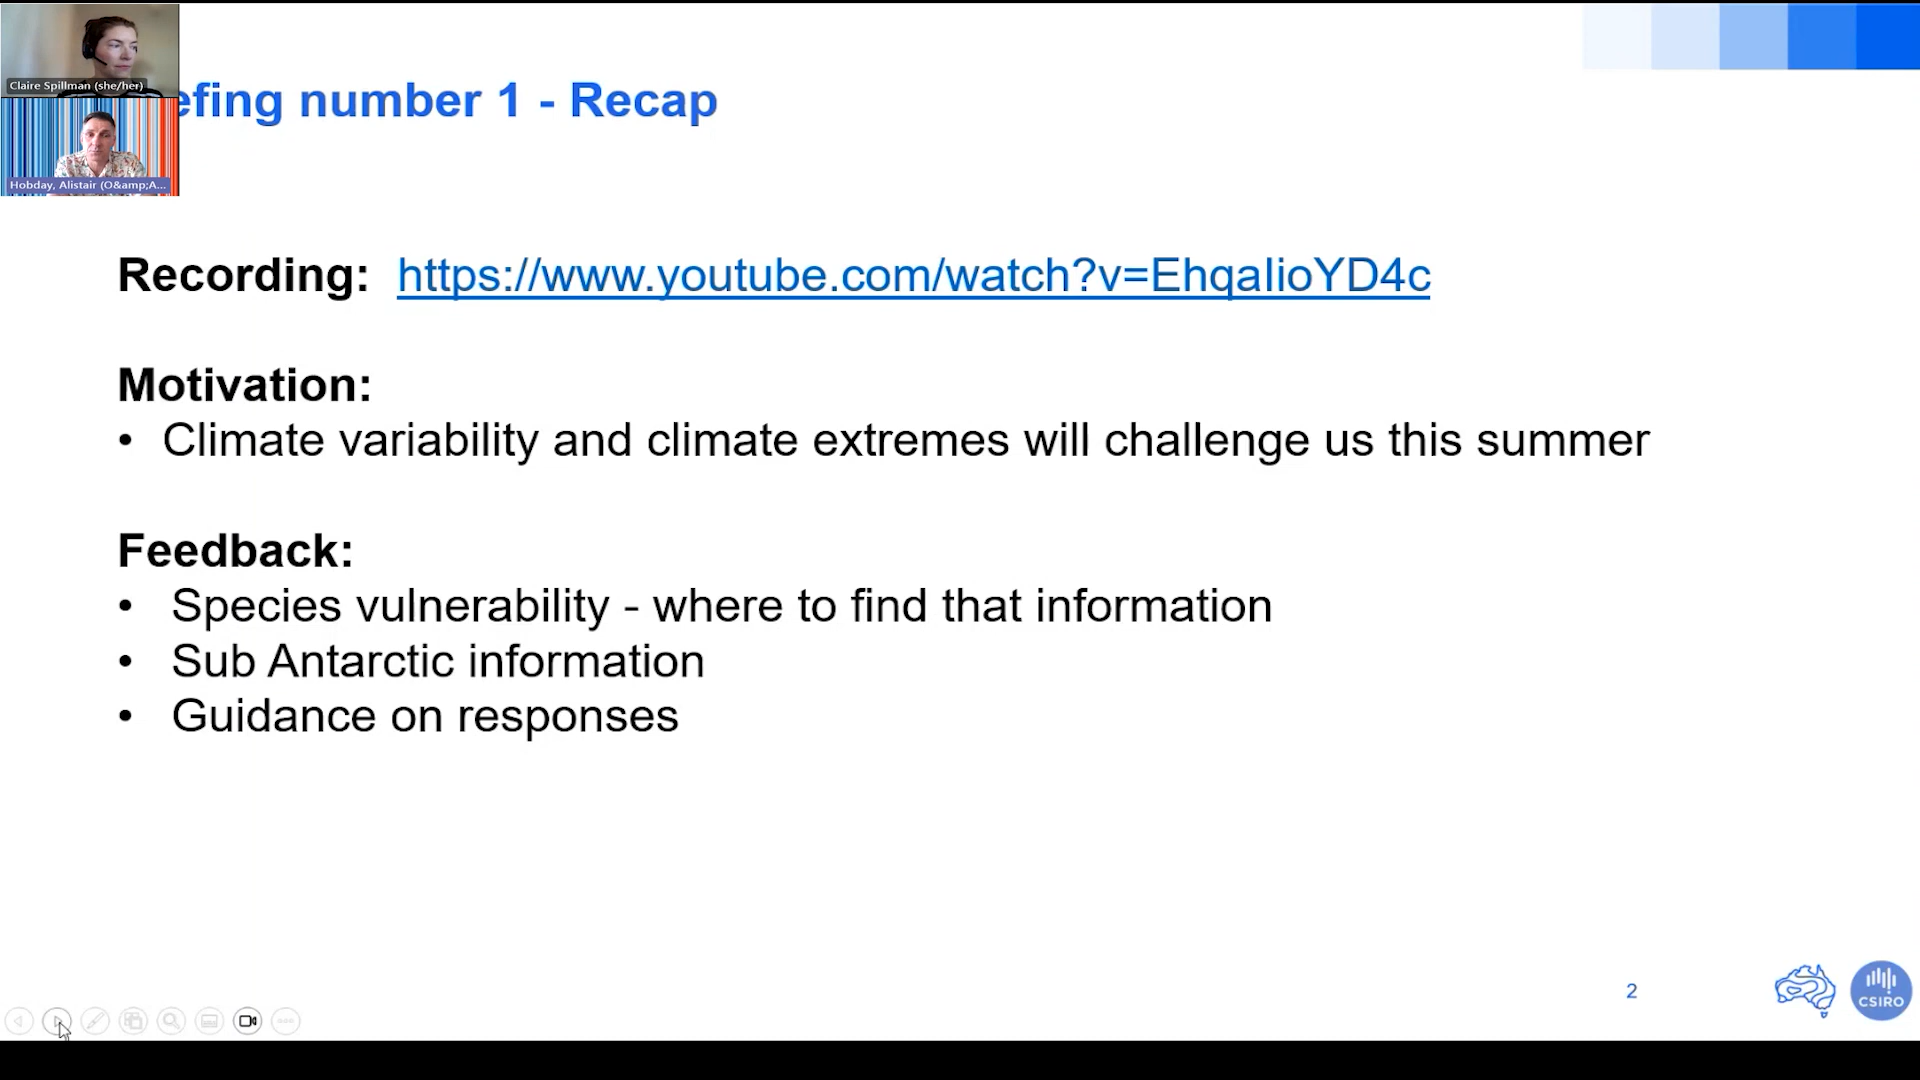 Claire Spillman (she/her)
efing number 1 - Recap
Hobday, Alistair (O&amp;A...
Recording: https://www.youtube.com/watch?v=EhqaIioYD4c
Motivation:
• Climate variability and climate extremes will challenge us this summer
Feedback:
• Species vulnerability - where to find that information
• Sub Antarctic information
• Guidance on responses
2
CSIRO